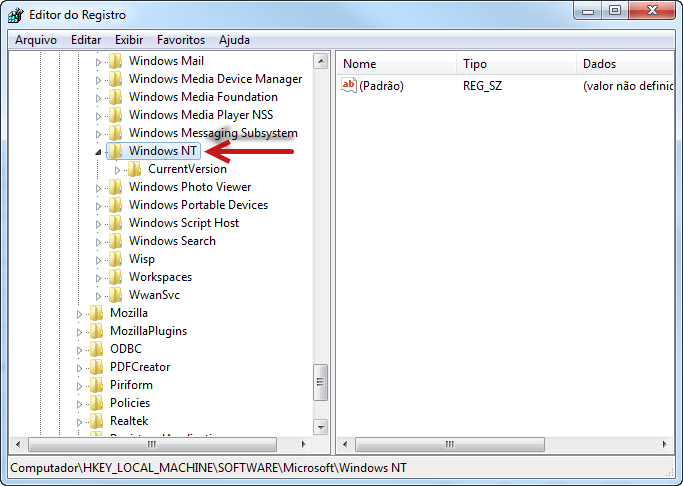 Editor do Registro
Arquivo Editar Exibir Favoritos Ajuda
Windows Mail
Windows Media Device Manager
Windows Media Foundation
Windows Media Player NSS
Windows Messaging Subsystem
Windows NT
CurrentVersion
Windows Photo Viewer
Windows Portable Devices
Windows Script Host
Windows Search
Wisp
Workspaces
WwanSvc
Mozilla
MozillaPlugins
ODBC
PDFCreator
Piriform
Policies
Realtek
Nome Tipo Dados
ab (Padrão) REG_SZ (valor não definic
Computador\HKEY_LOCAL_MACHINE\SOFTWARE\Microsoft\Windows NT